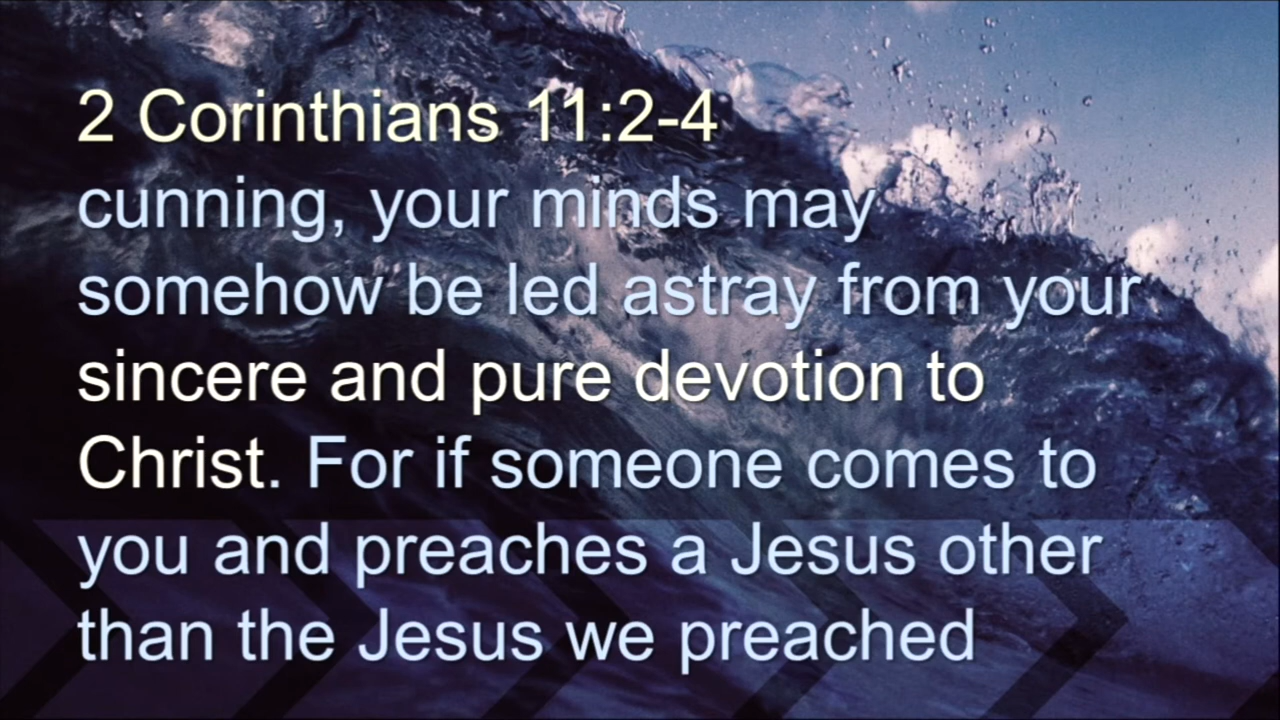 2 Corinthians 11:2-4
cunning, your minds may
somehow be led astray from your
sincere and pure devotion to
Christ. For if someone comes to
you and preaches a Jesus other
than the Jesus we preached